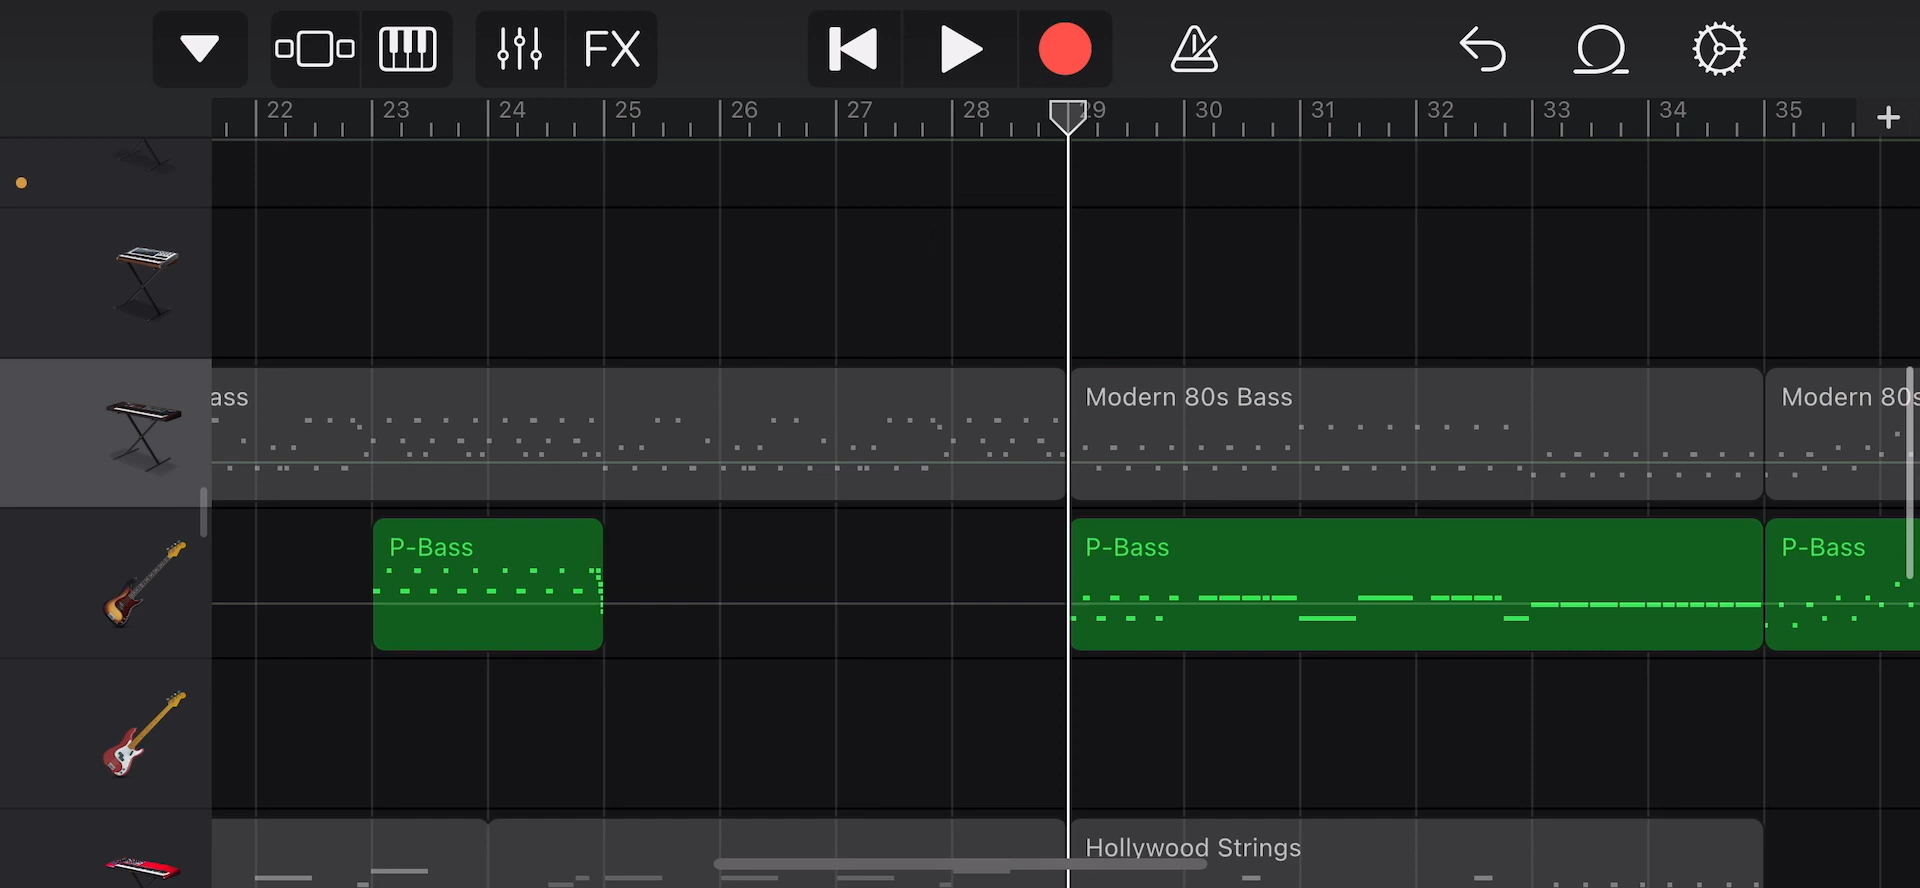 FX
22 23 24 25 26 27 28 29 30 31 32 33 34 35
ass
Modern 80s Bass
Modern 80s
P-Bass
P-Bass
P-Bass
Hollywood Strings